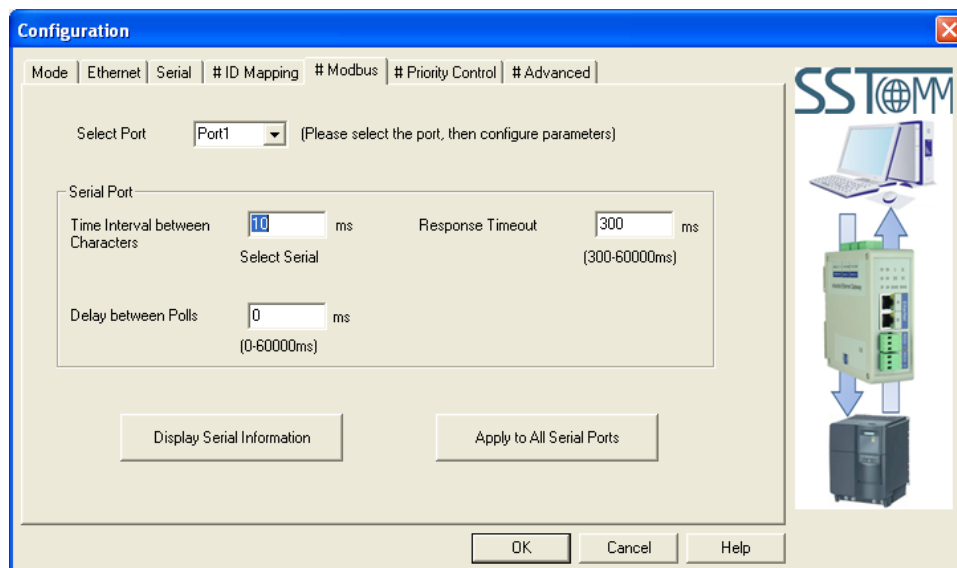 Configuration
Mode Ethernet Serial # ID Mapping # Modbus # Priority Control # Advanced
SSTCOMM
Select Port Port1 (Please select the port, then configure parameters)
Serial Port
Time Interval between Characters 10 ms Response Timeout 300 ms
Select Serial (300-60000ms)
Delay between Polls 0 ms
(0-60000ms)
Display Serial Information Apply to All Serial Ports
OK Cancel Help